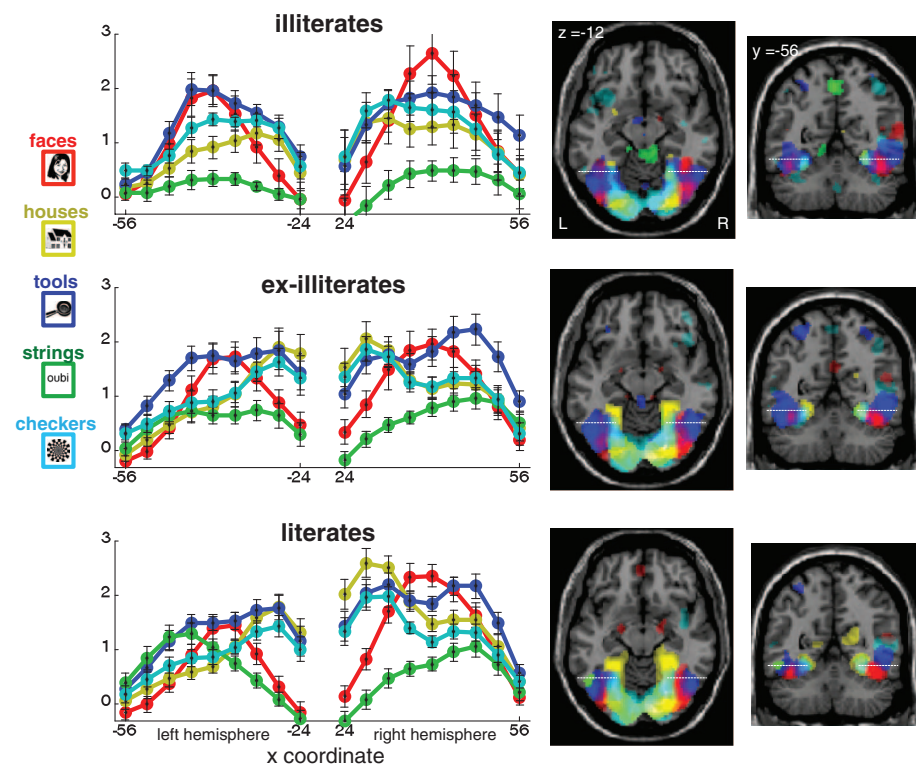 illiterates
3
2
1
0
-56
24
56
faces
houses
tools
strings
oubi
checkers
z =-12
L
R
y =-56
ex-illiterates
3
2
1
0
-56
-24
24
56
literates
3
2
1
0
-56
-24
24
56
left hemisphere
right hemisphere
x coordinate